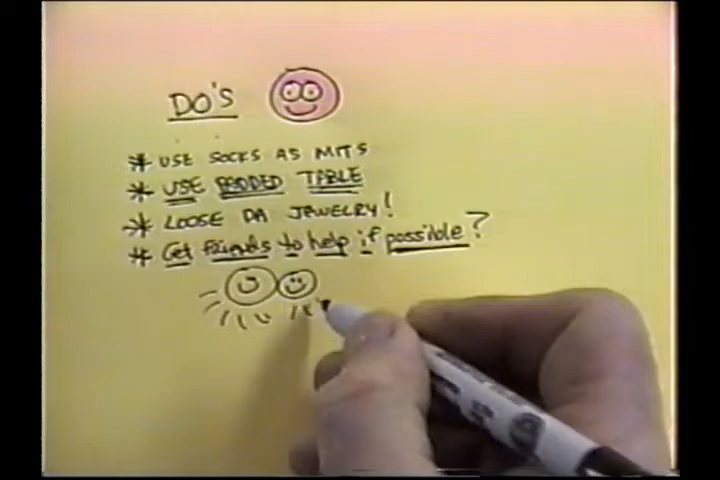 DO'S
* USE SOCKS AS MITS
* USE PADDED TABLE
* LOOSE DA JEWELRY!
* Get friends to help if possible?